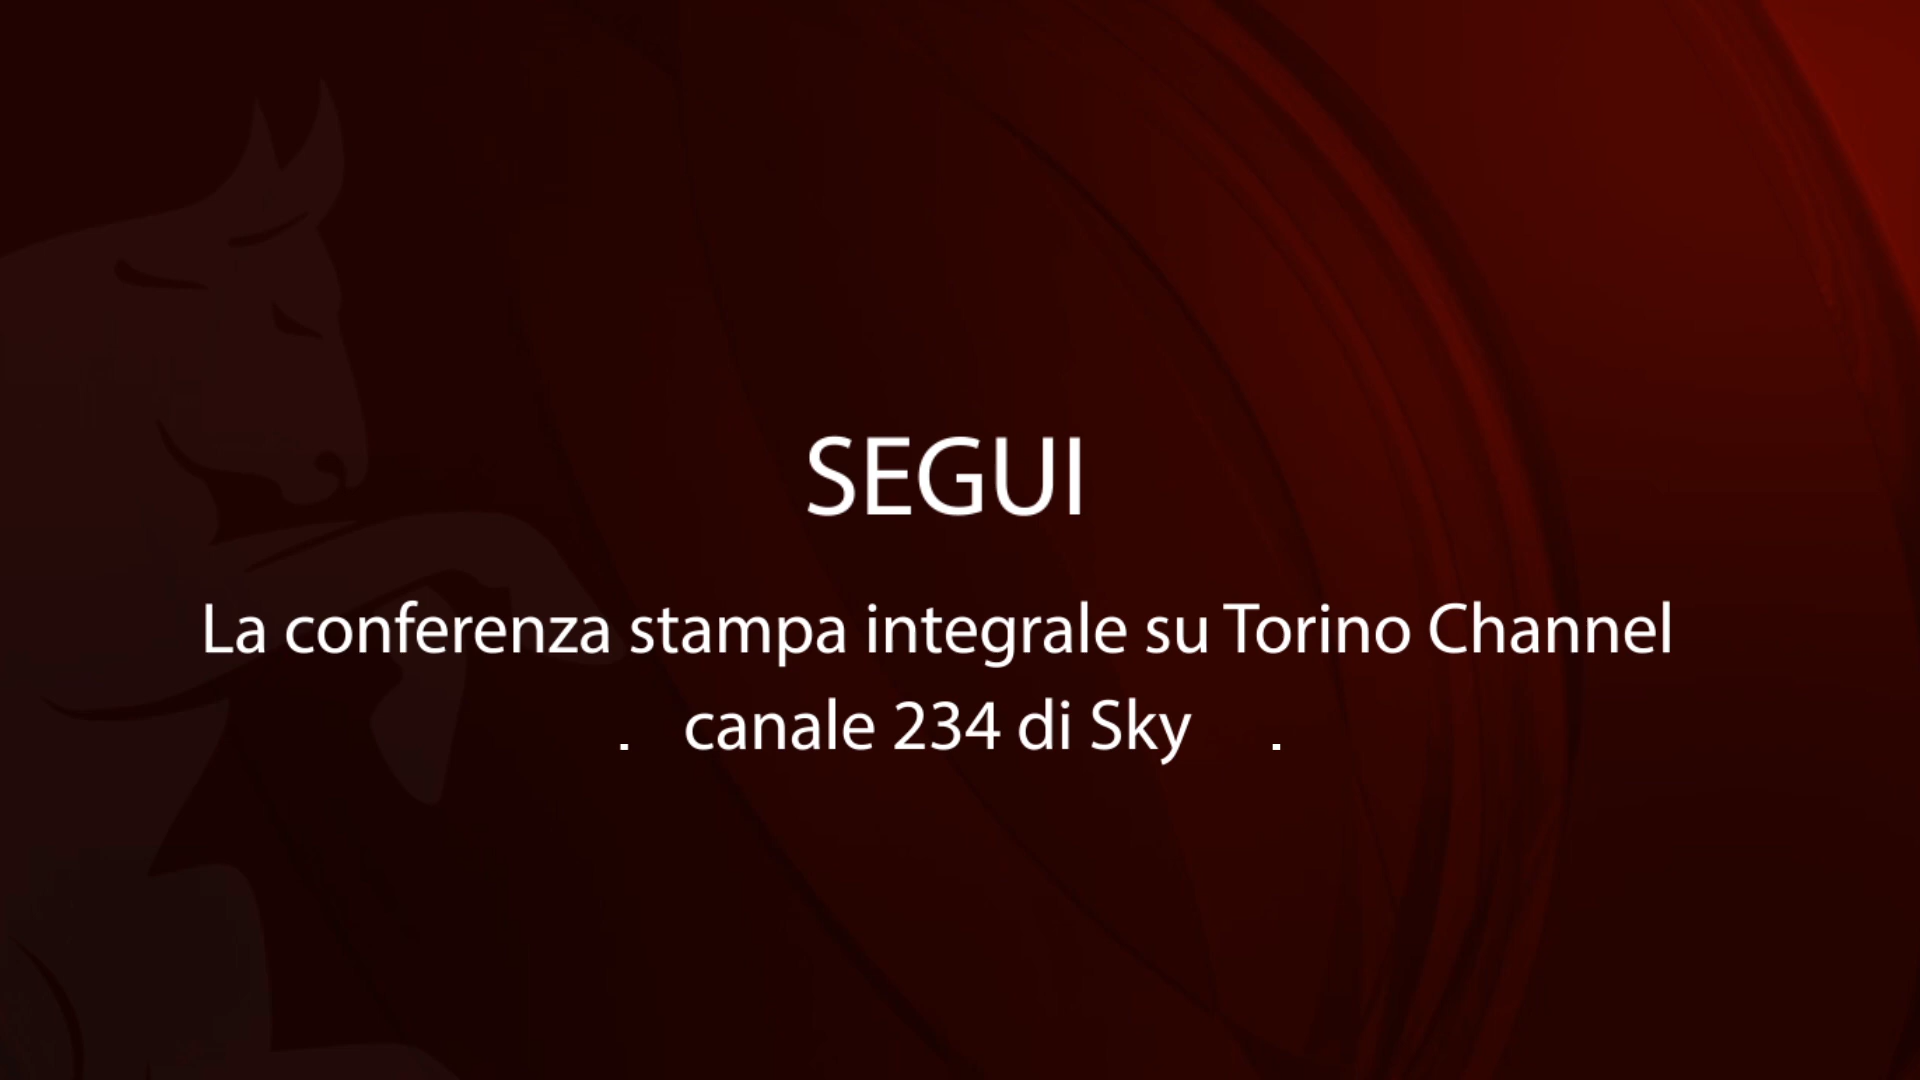 SEGUI
La conferenza stampa integrale su Torino Channel
. canale 234 di Sky .